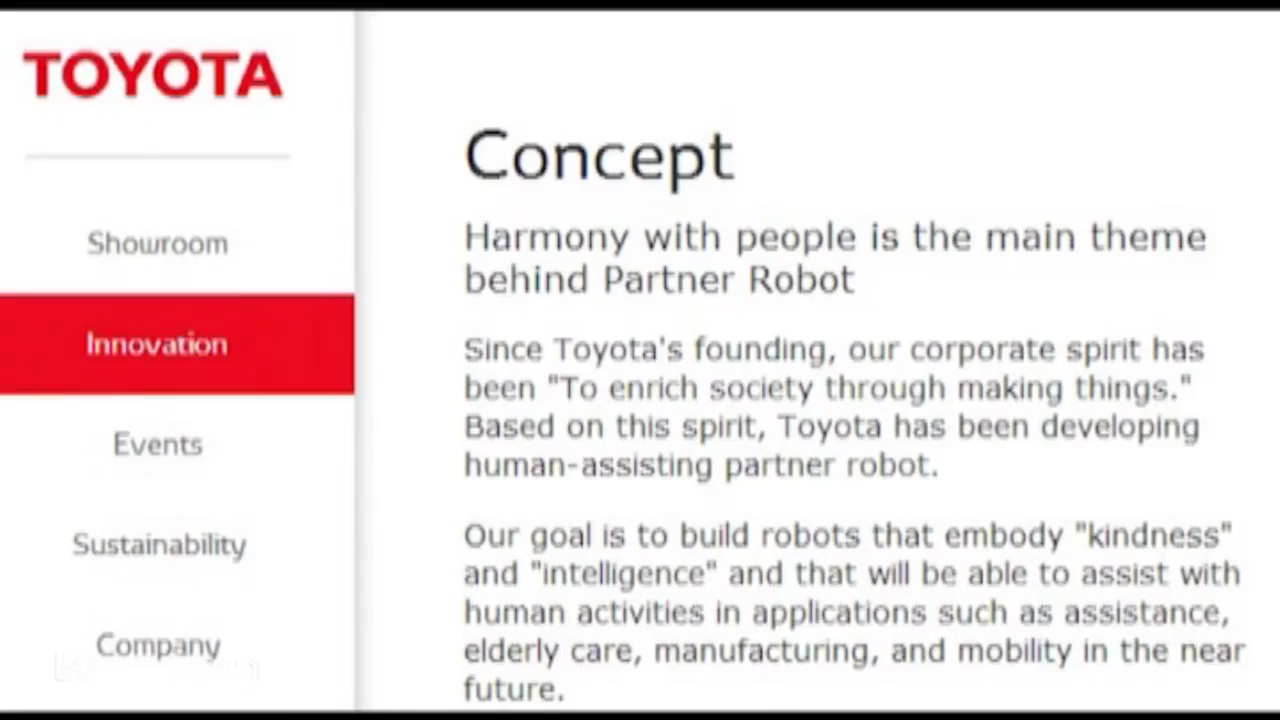 TOYOTA
Showroom
Innovation
Events
Sustainability
Company
Concept
Harmony with people is the main theme
behind Partner Robot
Since Toyota's founding, our corporate spirit has
been "To enrich society through making things."
Based on this spirit, Toyota has been developing
human-assisting partner robot.
Our goal is to build robots that embody "kindness"
and "intelligence" and that will be able to assist with
human activities in applications such as assistance,
elderly care, manufacturing, and mobility in the near
future.